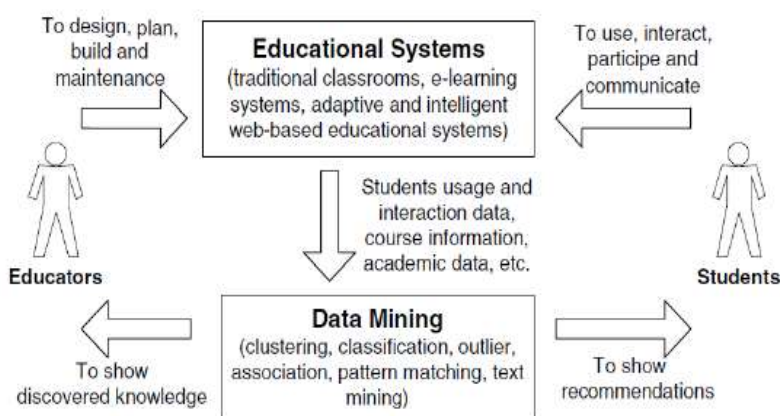 To design, plan,
build and
maintenance
Educational Systems
(traditional classrooms, e-learning
systems, adaptive and intelligent
web-based educational systems)
To use, interact,
participe and
communicate
Students usage and
interaction data,
course information,
academic data, etc.
Educators
Students
Data Mining
(clustering, classification, outlier,
association, pattern matching, text
mining)
To show
discovered knowledge
To show
recommendations